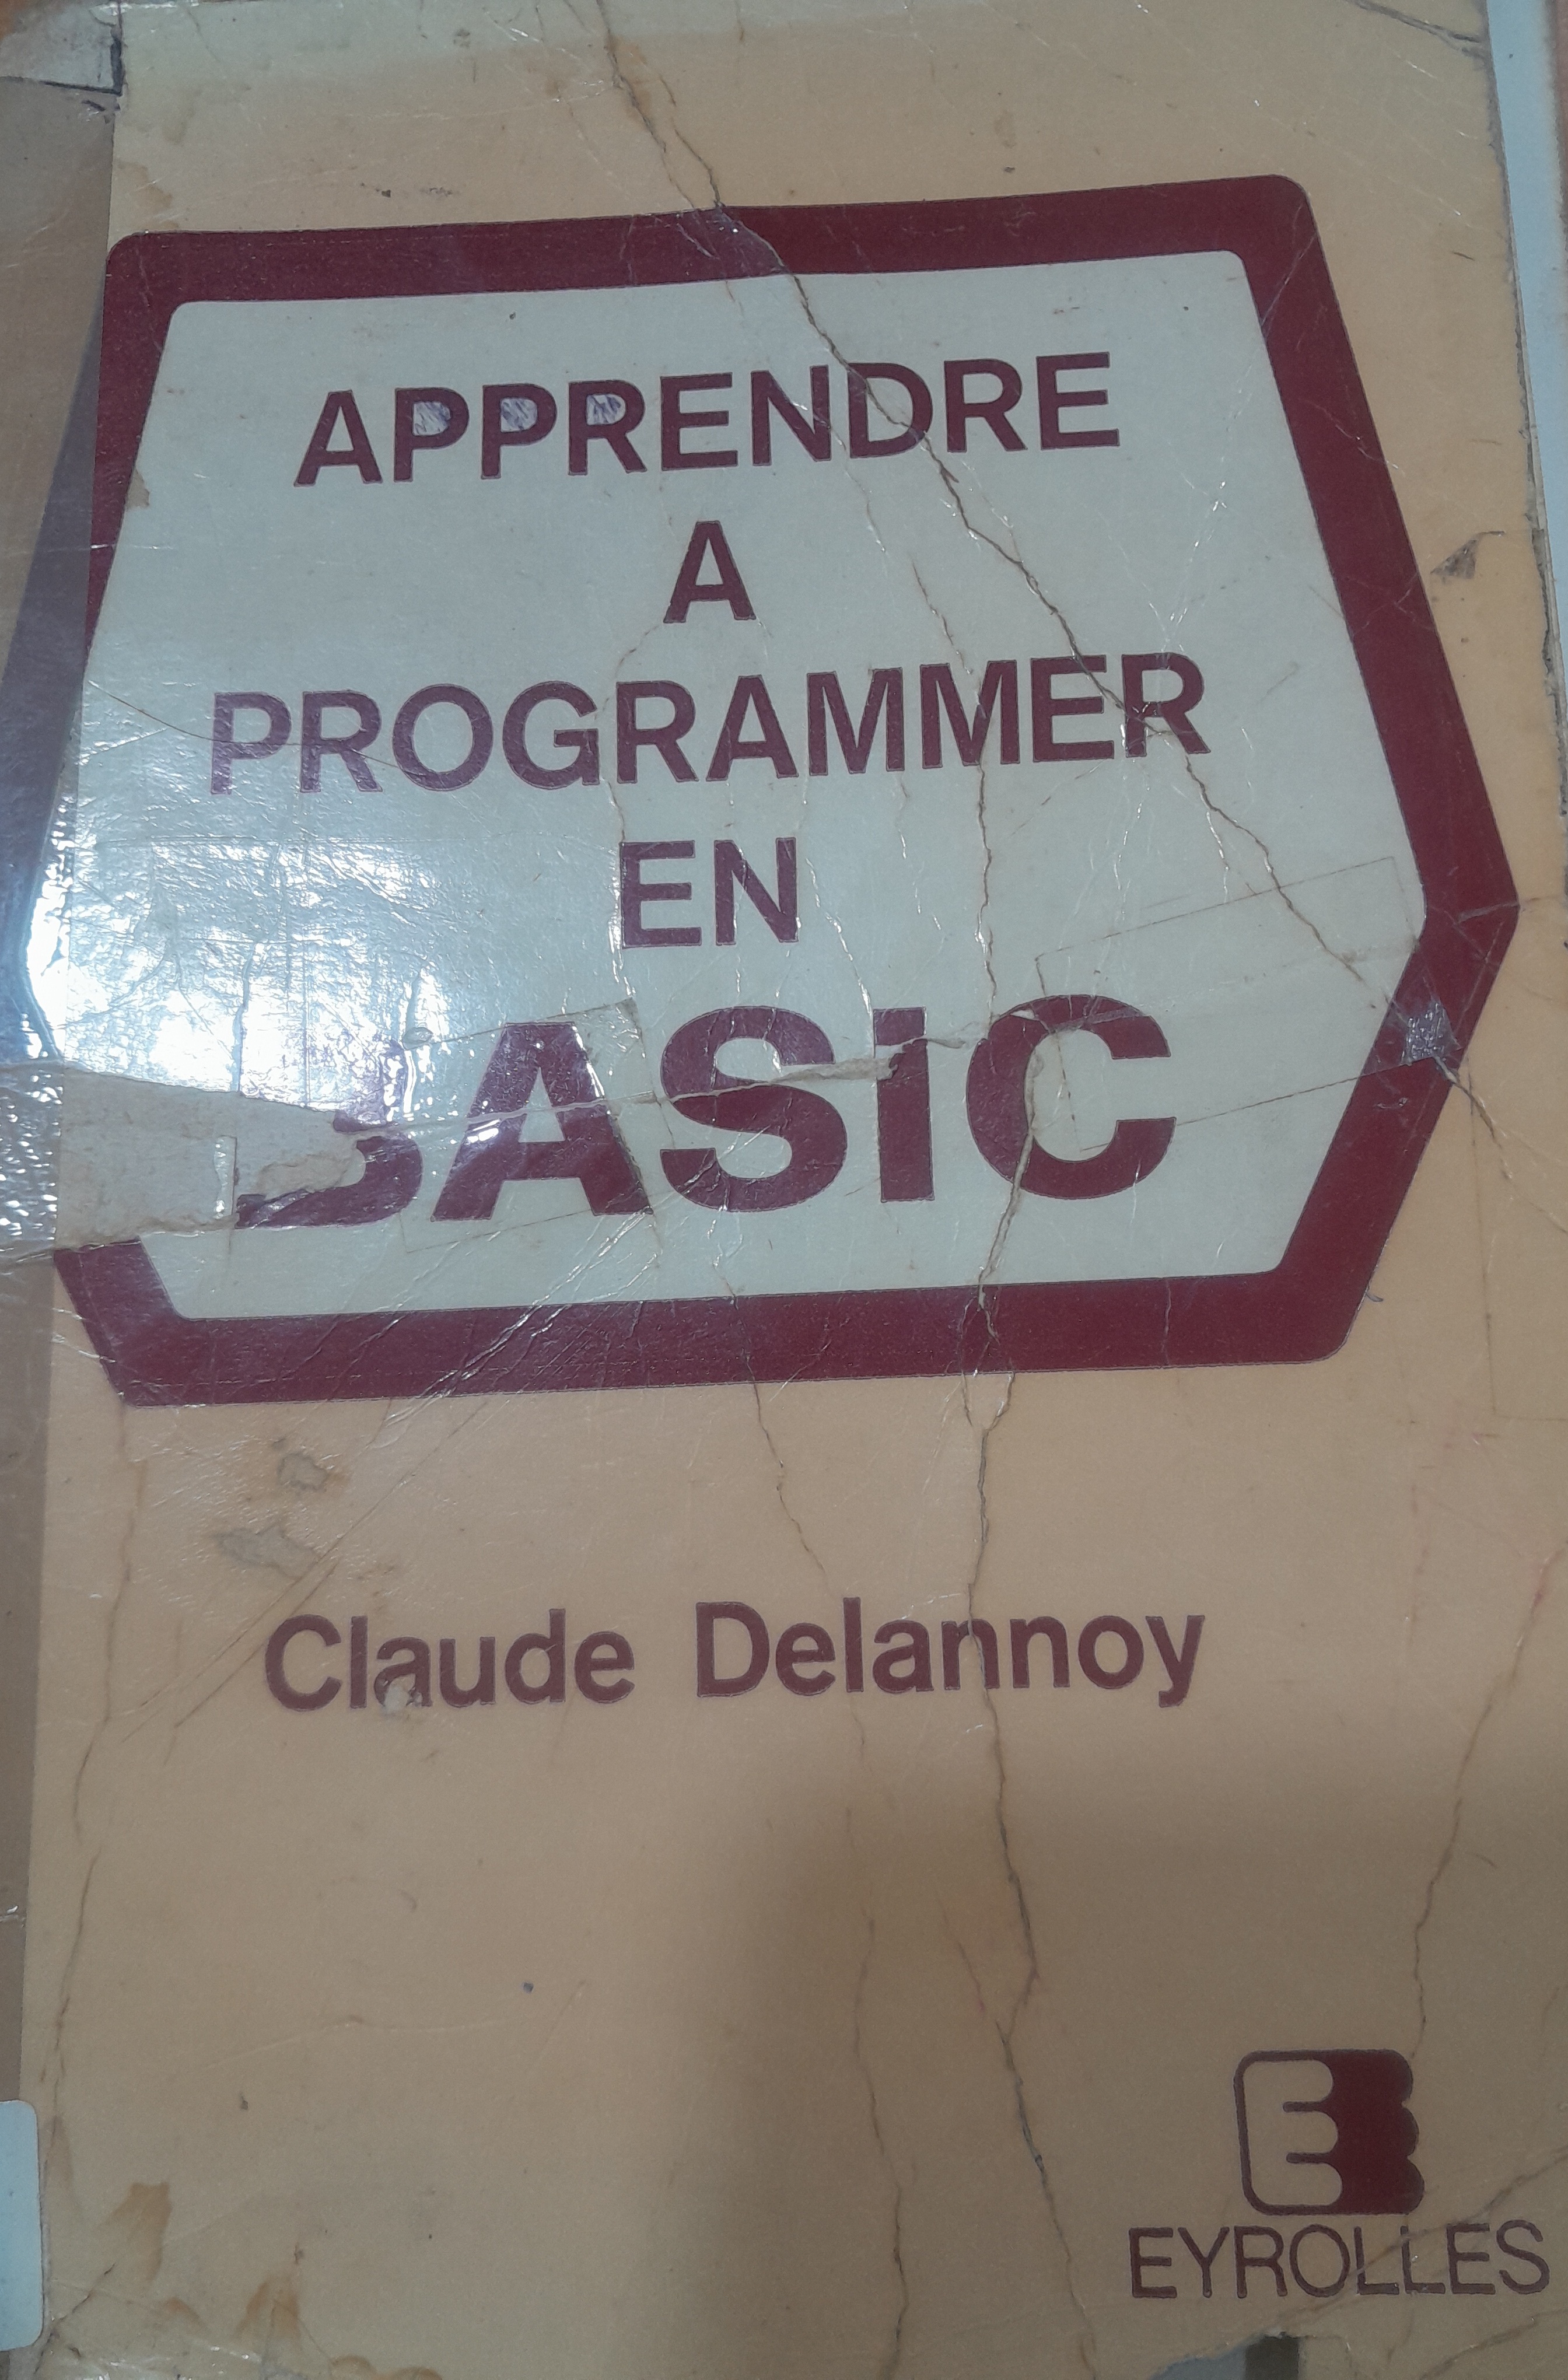 APPRENDRE
A
PROGRAMMER
EN
BASIC
Claude Delannoy
EYROLLES